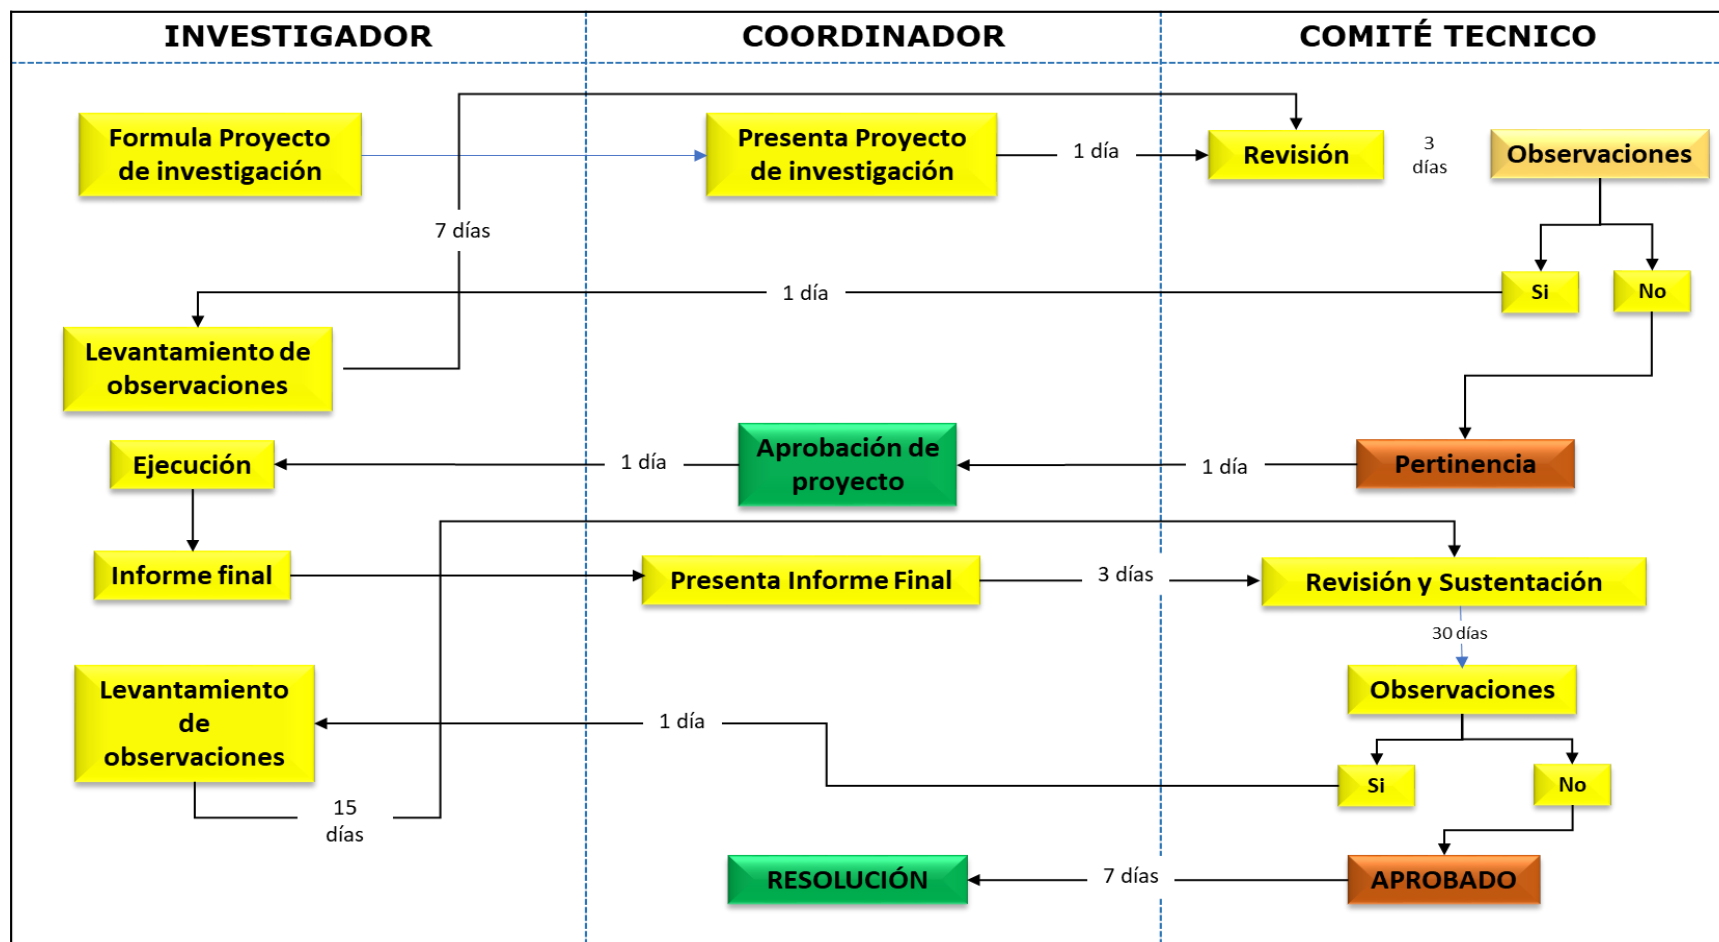 INVESTIGADOR
COORDINADOR
COMITÉ TECNICO
Formula Proyecto
de investigación
Presenta Proyecto
de investigación
1 día
Revisión
3
días
Observaciones
7 días
Si
No
1 día
Levantamiento de
observaciones
Ejecución
1 día
Aprobación de
proyecto
1 día
Pertinencia
Informe final
Presenta Informe Final
3 días
Revisión y Sustentación
30 días
Observaciones
Levantamiento
de
observaciones
1 día
Si
No
15
días
RESOLUCIÓN
7 días
APROBADO